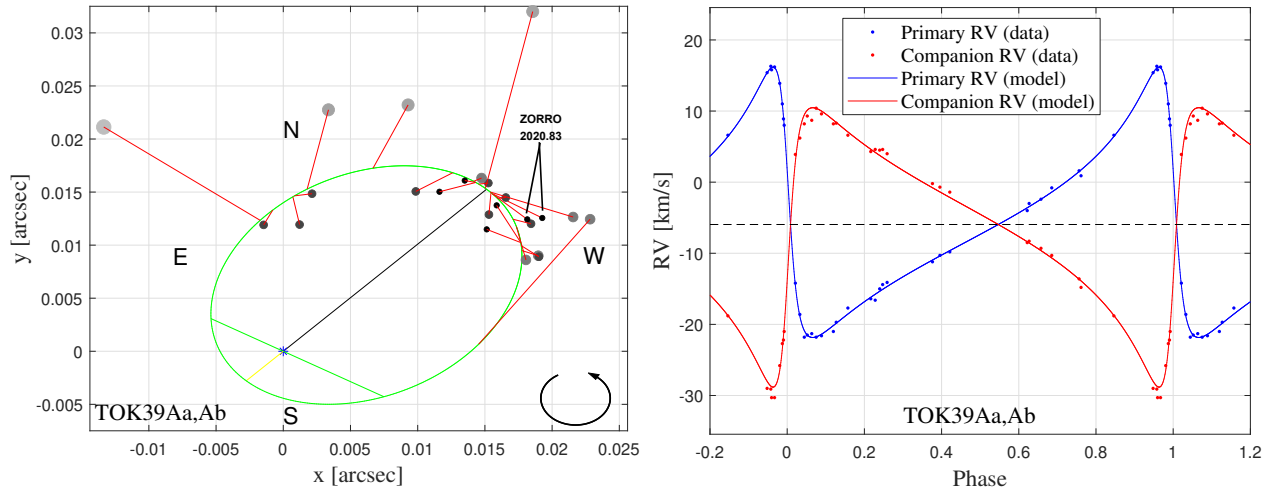 0.03
0.025
0.02
0.015
0.01
0.005
0
-0.005
y [arcsec]
N
E
W
S
ZORRO
2020.83
TOK39Aa,Ab
-0.01 -0.005 0 0.005 0.01 0.015 0.02 0.025
x [arcsec]
Primary RV (data)
Companion RV (data)
Primary RV (model)
Companion RV (model)
20
10
0
-10
-20
-30
RV [km/s]
TOK39Aa,Ab
-0.2 0 0.2 0.4 0.6 0.8 1 1.2
Phase